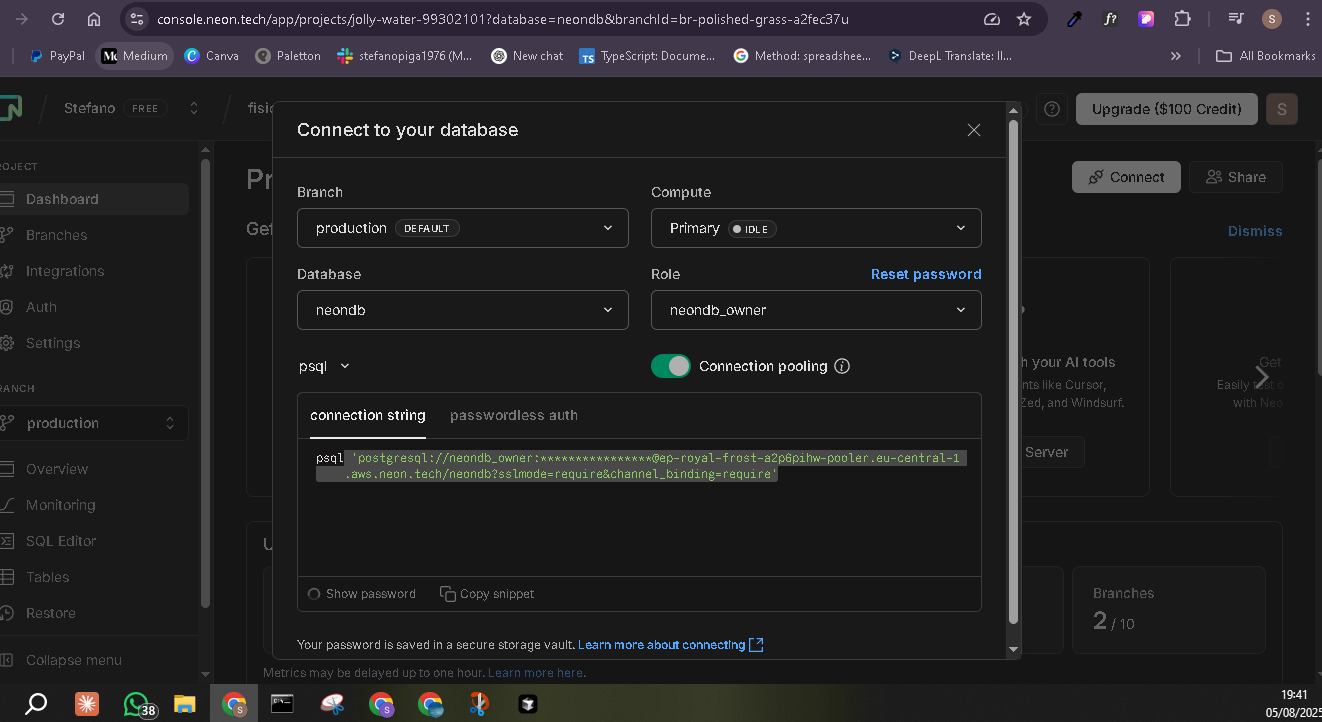 console.neon.tech/app/projects/jolly-water-99302101?database=neondb&branchId=br-polished-grass-a2fec37u
f?
S
PayPal
Medium
Canva
Paletton
stefanopiga1976 (M...
New chat
TS TypeScript: Docume...
Method: spreadshee...
DeepL Translate: Il...
»
All Bookmarks
Stefano FREE
Upgrade ($100 Credit)
S
Connect to your database
Connect
Share
Dismiss
Dashboard
Branches
Integrations
Auth
Settings
production
Overview
Monitoring
SQL Editor
Tables
Restore
Collapse menu
Branch
Compute
production DEFAULT
Primary IDLE
Database
Role
Reset password
neondb
neondb_owner
psql
Connection pooling
connection string
passwordless auth
psql 'postgresql://neondb_owner:****************@ep-royal-frost-a2p6pihw-pooler.eu-central-1
.aws.neon.tech/neondb?sslmode=require&channel_binding=require'
Show password
Copy snippet
Your password is saved in a secure storage vault. Learn more about connecting
Metrics may be delayed up to one hour. Learn more here.
your AI tools
like Cursor,
Zed, and Windsurf.
Server
Get
Easily test
with
Branches
2 / 10
38
19:41
05/08/2025